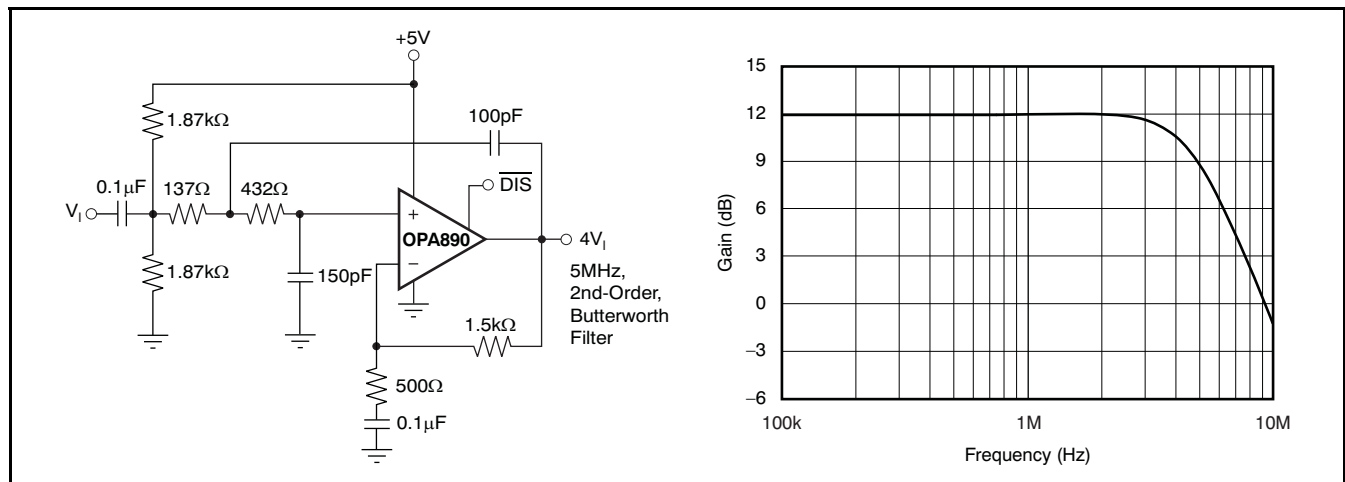 +5V
1.87kΩ
100pF
0.1μF
137Ω
432Ω
DIS
VI
+
OPA890
−
4VI
1.87kΩ
150pF
5MHz,
2nd-Order,
Butterworth
Filter
1.5kΩ
500Ω
0.1μF
15
12
9
6
3
0
−3
−6
Gain (dB)
100k
1M
10M
Frequency (Hz)